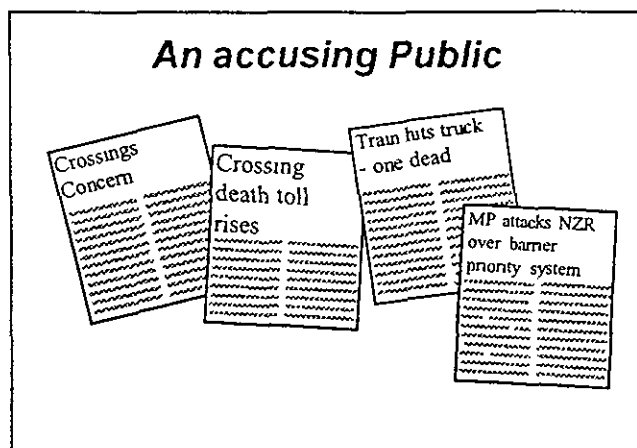 An accusing Public
Crossings
Concern
Crossing
death toll
rises
Train hits truck
- one dead
MP attacks NZR
over barrier
priority system